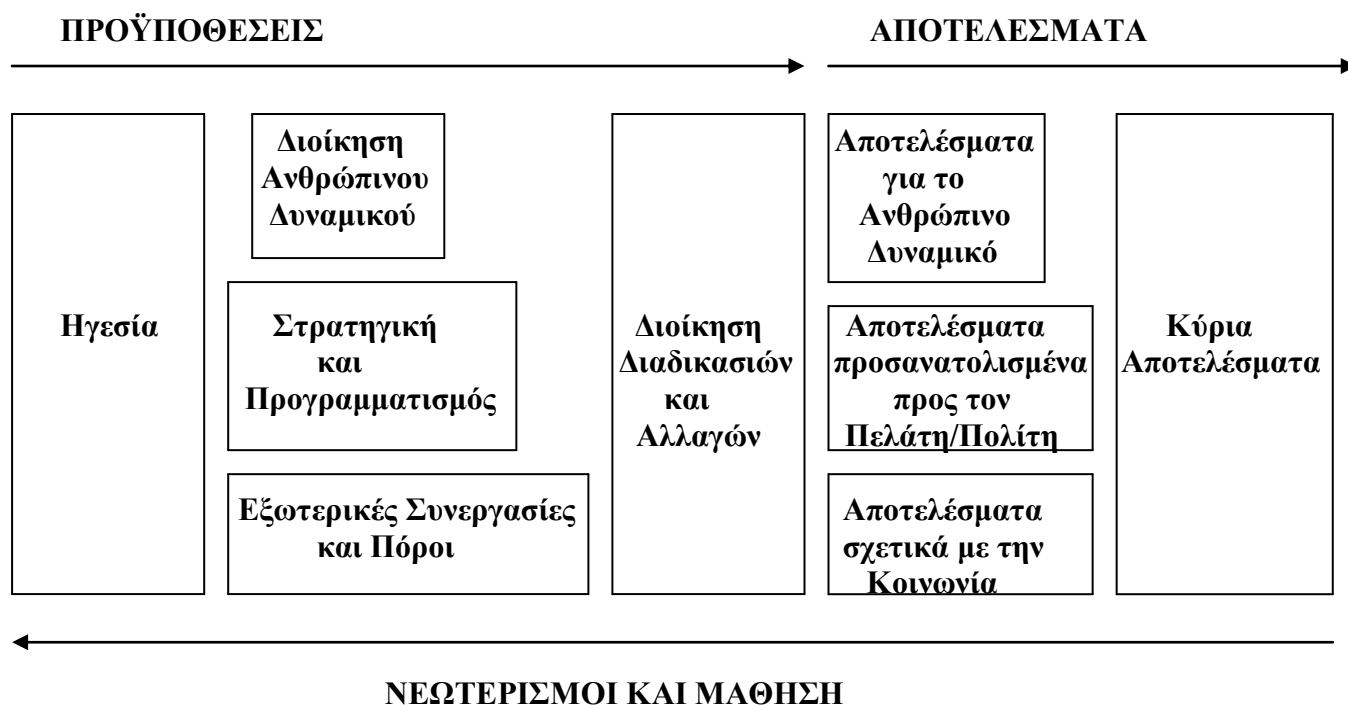 ΠΡΟΫΠΟΘΕΣΕΙΣ
ΑΠΟΤΕΛΕΣΜΑΤΑ
Ηγεσία
Διοίκηση
Ανθρώπινου
Δυναμικού
Στρατηγική
και
Προγραμματισμός
Εξωτερικές Συνεργασίες
και Πόροι
Διοίκηση
Διαδικασιών
και
Αλλαγών
Αποτελέσματα
για το
Ανθρώπινο
Δυναμικό
Αποτελέσματα
προσανατολισμένα
προς τον
Πελάτη/Πολίτη
Αποτελέσματα
σχετικά με την
Κοινωνία
Κύρια
Αποτελέσματα
ΝΕΩΤΕΡΙΣΜΟΙ ΚΑΙ ΜΑΘΗΣΗ